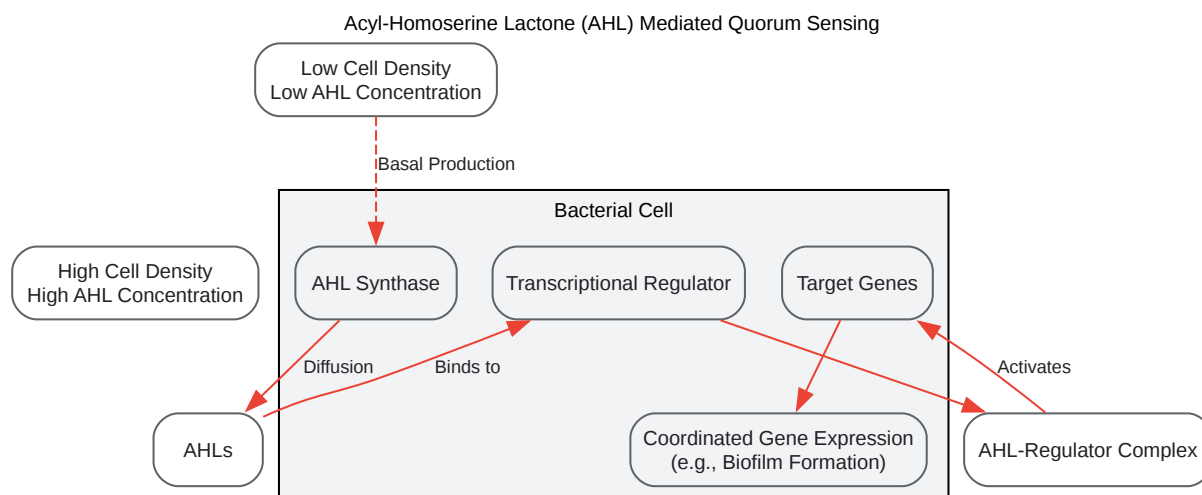 Acyl-Homoserine Lactone (AHL) Mediated Quorum Sensing
Low Cell Density
Low AHL Concentration
Basal Production
Bacterial Cell
High Cell Density
High AHL Concentration
AHL Synthase
Transcriptional Regulator
Target Genes
Diffusion
Binds to
Activates
AHLs
Coordinated Gene Expression
(e.g., Biofilm Formation)
AHL-Regulator Complex